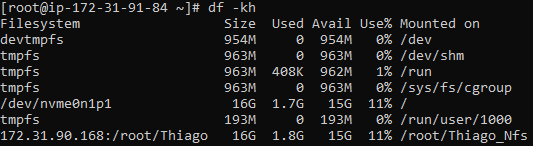 [root@ip-172-31-91-84 ~]# df -kh
Filesystem                  Size  Used Avail Use% Mounted on
devtmpfs                    954M     0  954M   0% /dev
tmpfs                       963M     0  963M   0% /dev/shm
tmpfs                       963M  408K  962M   1% /run
tmpfs                       963M     0  963M   0% /sys/fs/cgroup
/dev/nvme0n1p1               16G  1.7G   15G  11% /
tmpfs                       193M     0  193M   0% /run/user/1000
172.31.90.168:/root/Thiago   16G  1.8G   15G  11% /root/Thiago_Nfs